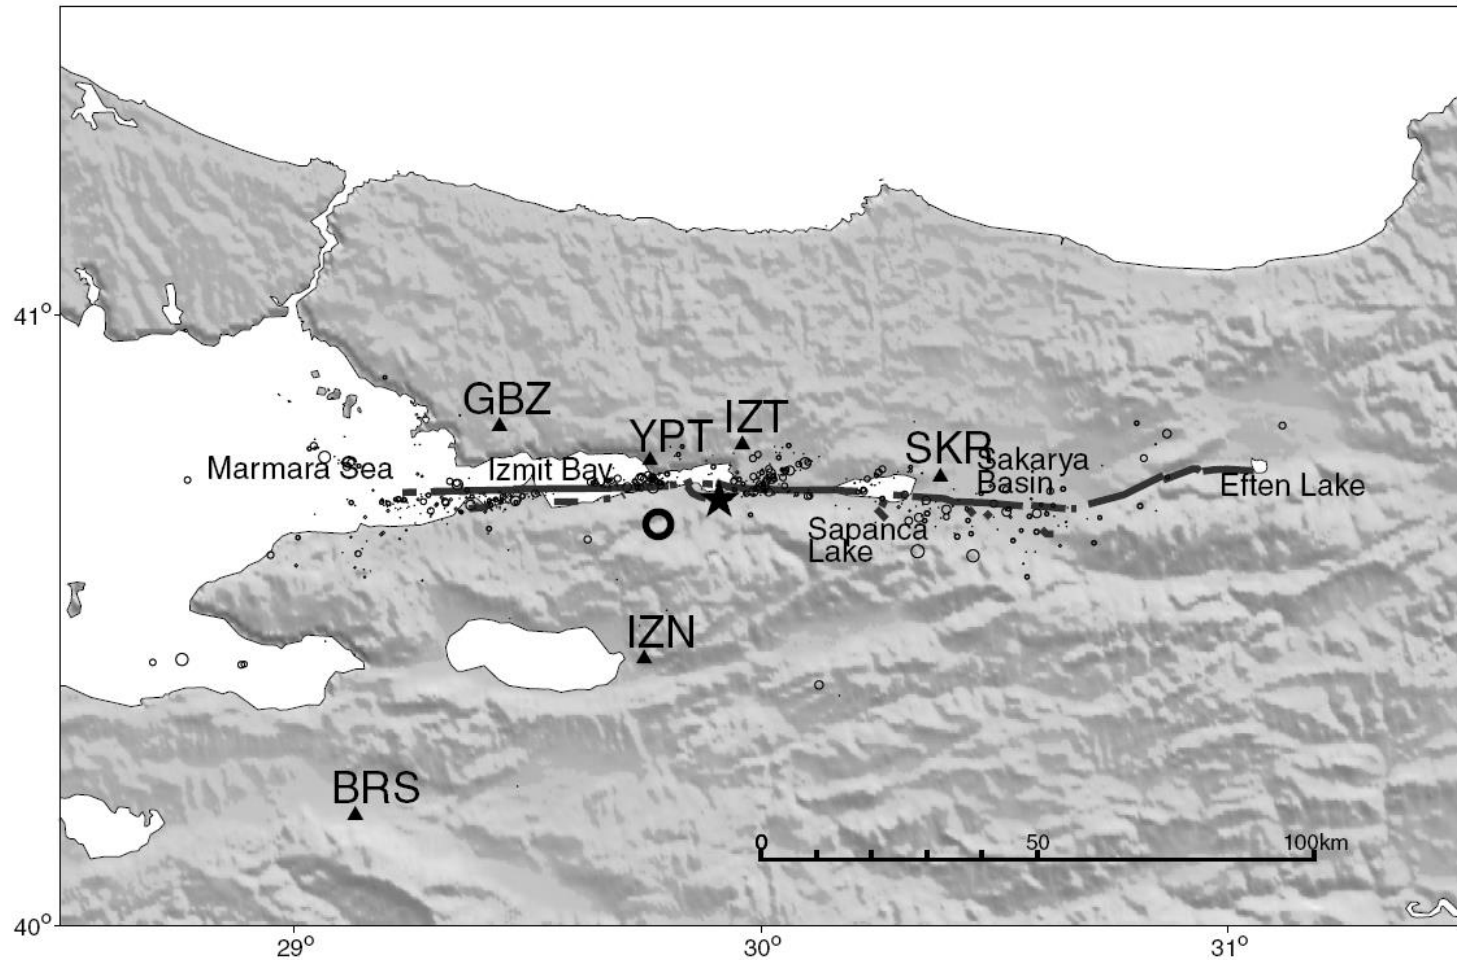 41°
GBZ
IZT
YPT
SKR
Marmara Sea
Izmit Bay
Sakarya
Basin
Eften Lake
Sapanca
Lake
IZN
BRS
0
50
100km
40°
29°
30°
31°